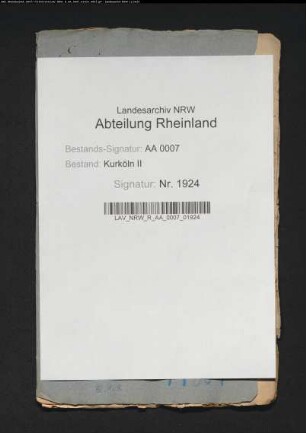 Landesarchiv NRW
Abteilung Rheinland
Bestands-Signatur: AA 0007
Bestand: Kurköln II
Signatur: Nr. 1924
LAV_NRW_R_AA_0007_01924